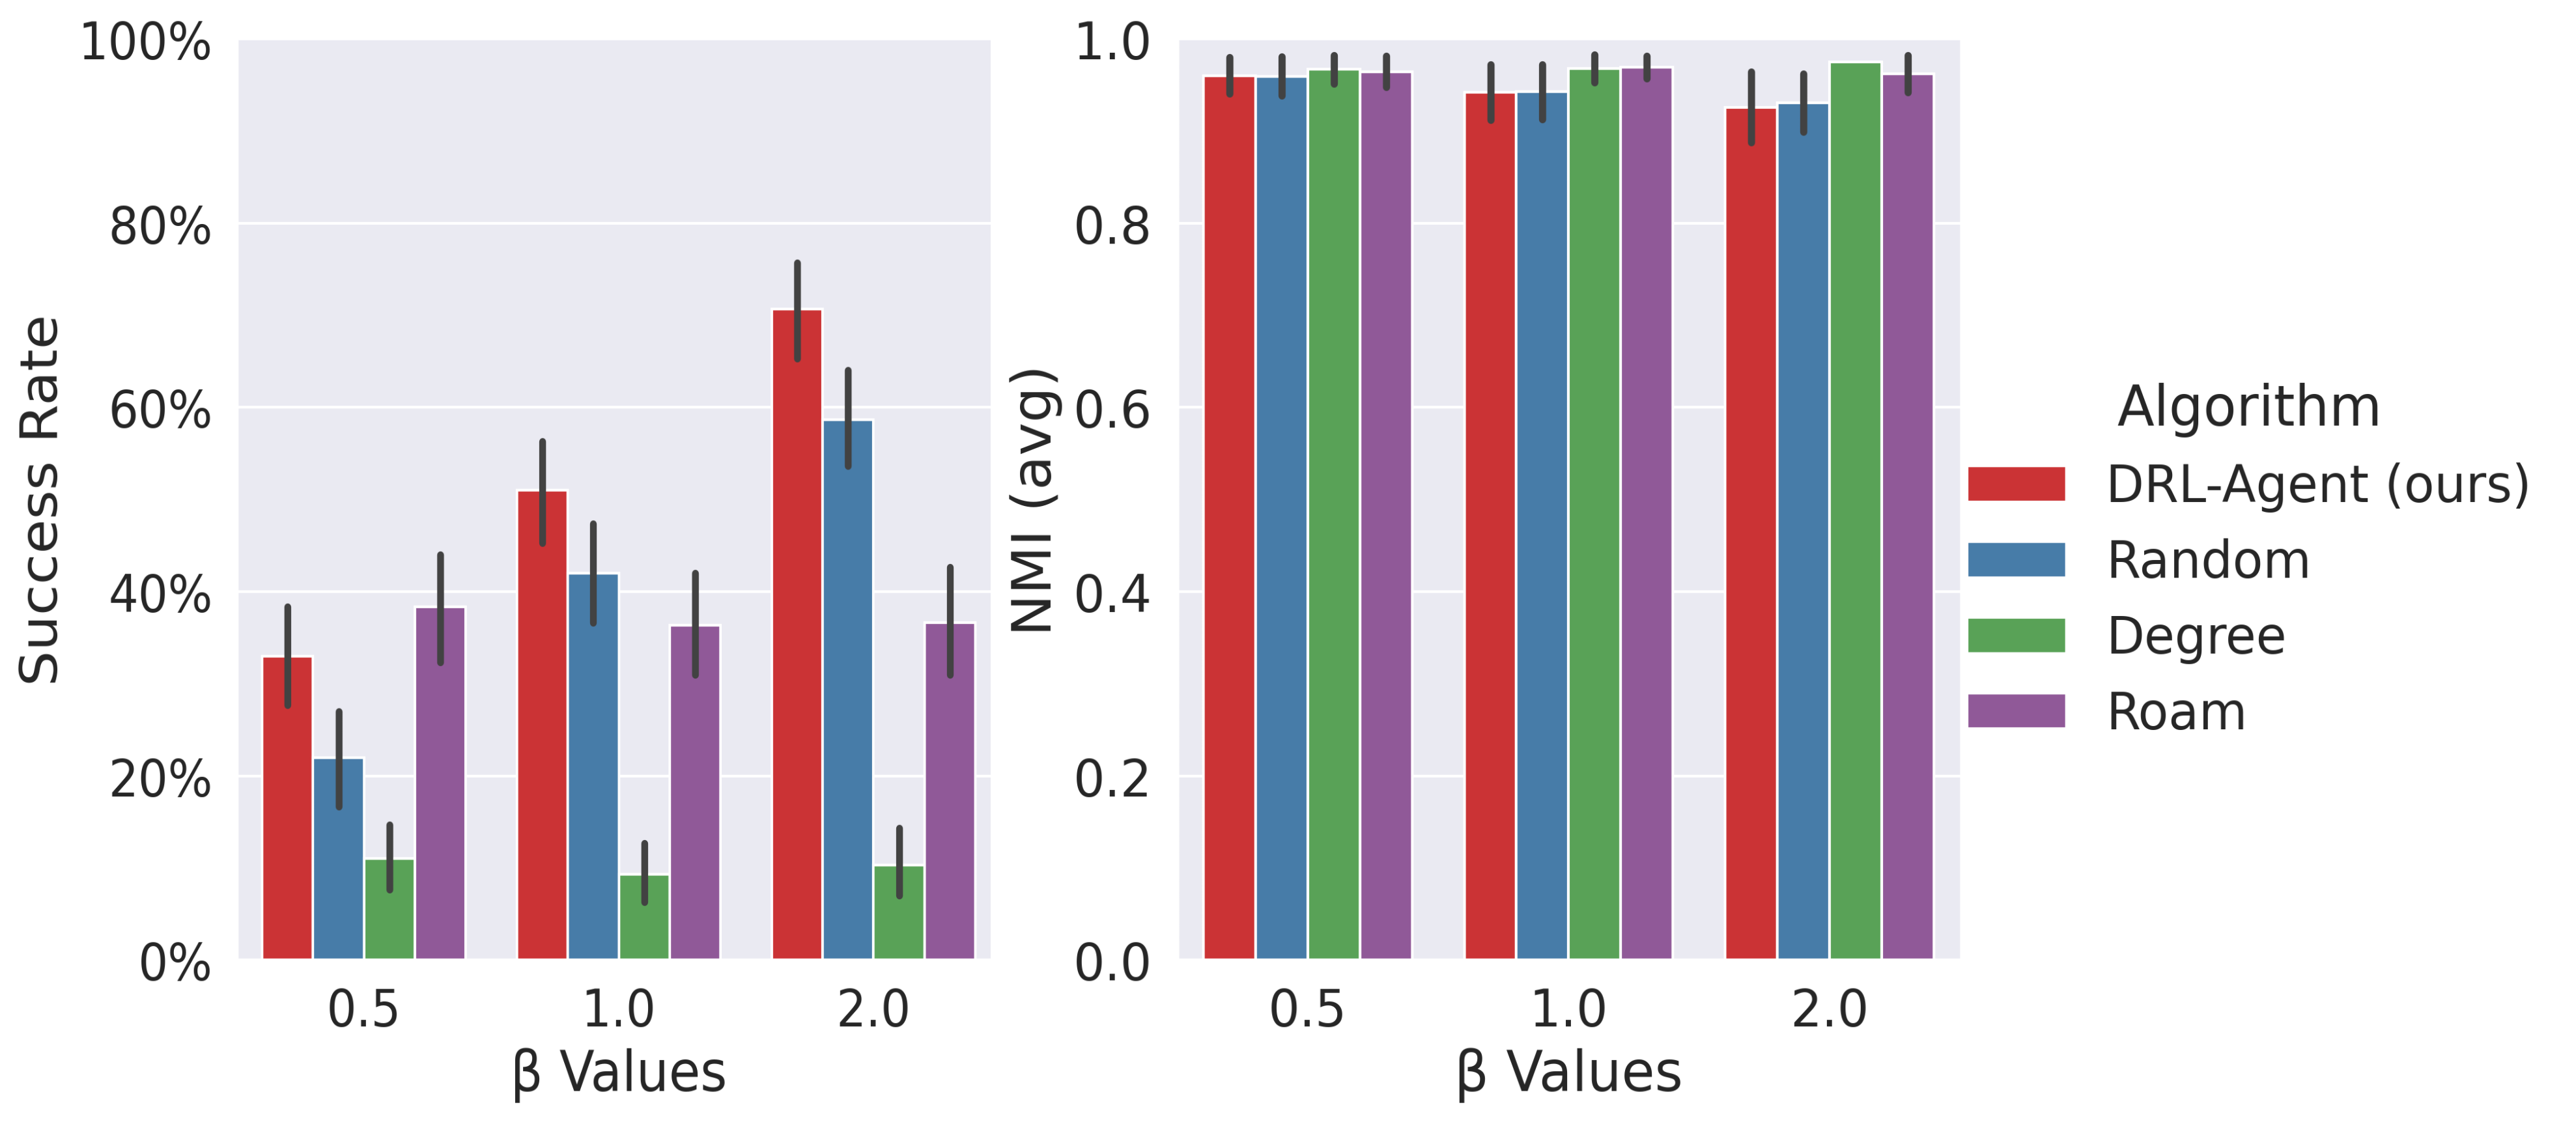 100%
80%
60%
40%
20%
0%
Success Rate
0.5 1.0 2.0
β Values
1.0
0.8
0.6
0.4
0.2
0.0
NMI (avg)
0.5 1.0 2.0
β Values
Algorithm
DRL-Agent (ours)
Random
Degree
Roam